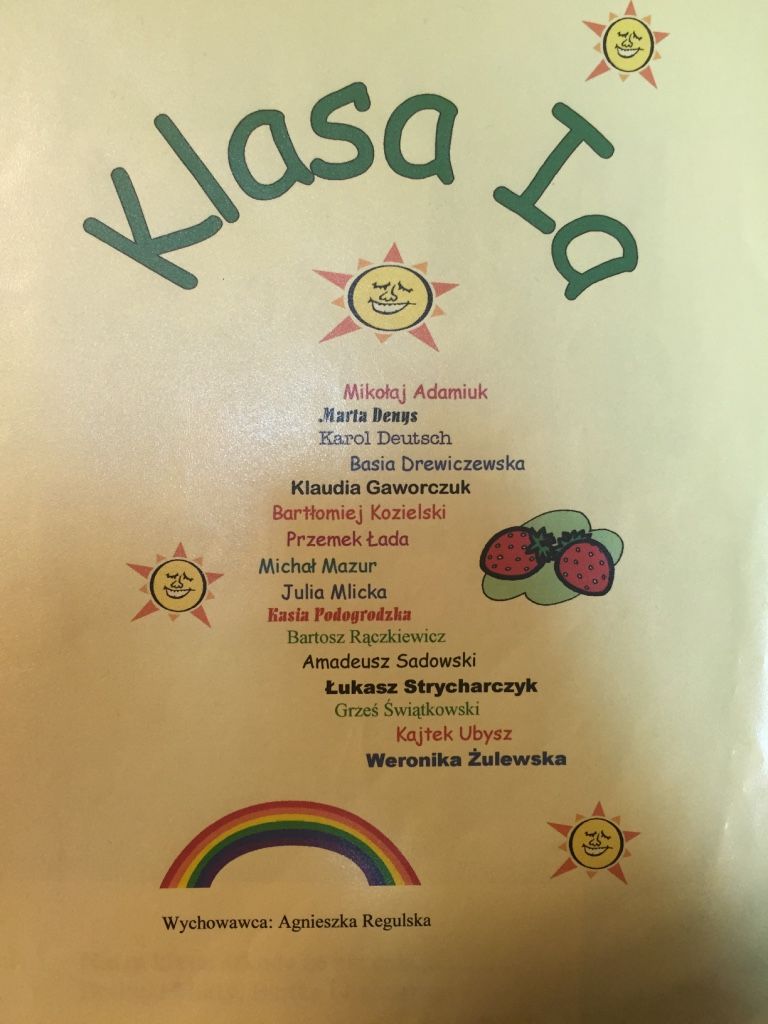 Klasa Ia
Mikołaj Adamiuk
Marta Denys
Karol Deutsch
Basia Drewiczewska
Klaudia Gaworczuk
Bartłomiej Kozielski
Przemek Łada
Michał Mazur
Julia Mlicka
Kasia Podogrodzka
Bartosz Rączkiewicz
Amadeusz Sadowski
Łukasz Strycharczyk
Grześ Świątkowski
Kajtek Ubysz
Weronika Żulewska
Wychowawca: Agnieszka Regulska